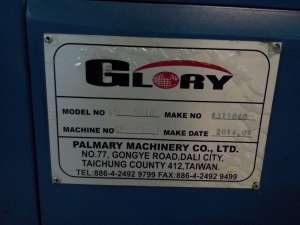 GLORY
MODEL NO MAKE NO
MACHINE NO MAKE DATE
PALMARY MACHINERY CO., LTD.
NO.77, GONGYE ROAD,DALI CITY,
TAICHUNG COUNTY 412,TAIWAN.
TEL:886-4-2492 9799 FAX:886-4-2492 9499